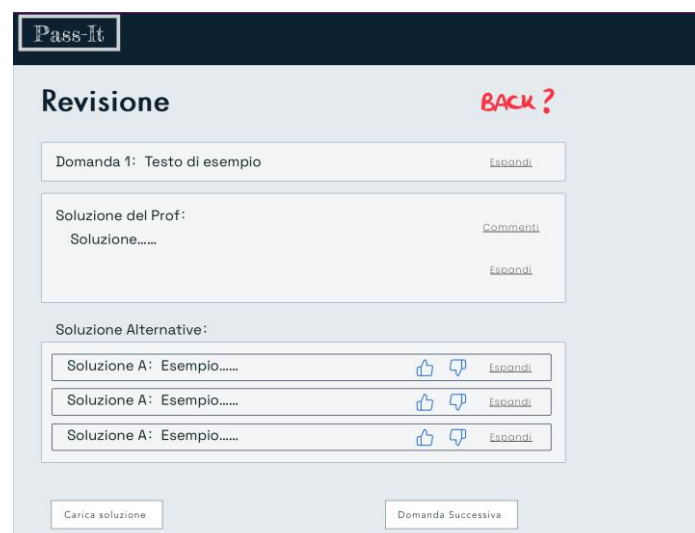 Pass-It
Revisione BACK?
Domanda 1: Testo di esempio Espandi
Soluzione del Prof:
Commenti
Soluzione......
Espandi
Soluzione Alternative:
Soluzione A: Esempio...... Espandi
Soluzione A: Esempio...... Espandi
Soluzione A: Esempio...... Espandi
Carica soluzione Domanda Successiva